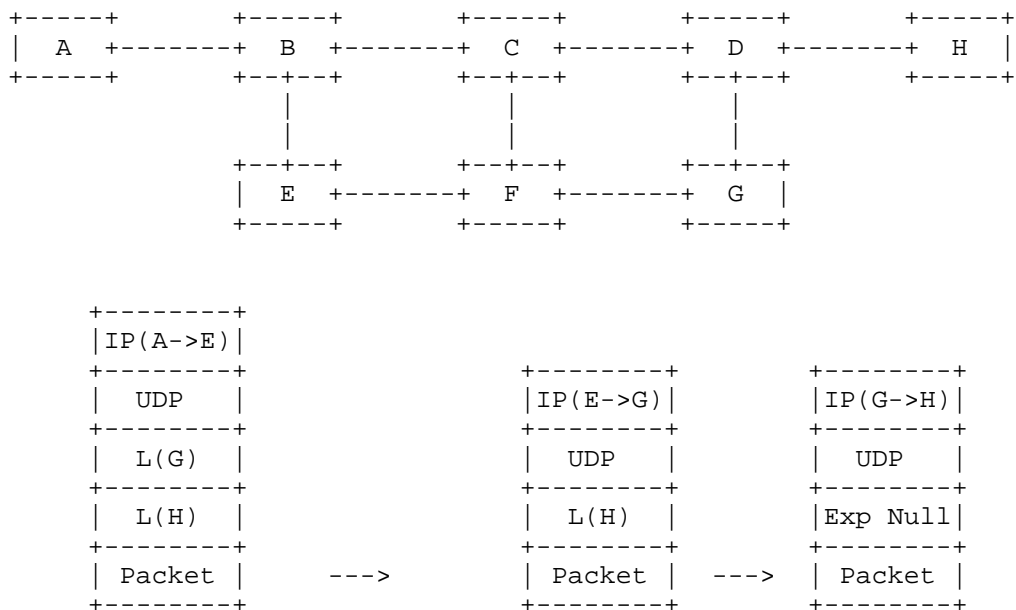 +-----+       +-----+       +-----+       +-----+       +-----+
|  A  +-------+  B  +-------+  C  +-------+  D  +-------+  H  |
+-----+       +--+--+       +--+--+       +--+--+       +-----+
                 |             |             |
                 |             |             |
              +--+--+       +--+--+       +--+--+
              |  E  +-------+  F  +-------+  G  |
              +-----+       +-----+       +-----+

     +--------+
     |IP(A->E)|
     +--------+                 +--------+        +--------+
     |  UDP   |                 |IP(E->G)|        |IP(G->H)|
     +--------+                 +--------+        +--------+
     |  L(G)  |                 |  UDP   |        |  UDP   |
     +--------+                 +--------+        +--------+
     |  L(H)  |                 |  L(H)  |        |Exp Null|
     +--------+                 +--------+        +--------+
     | Packet |     --->        | Packet |  --->  | Packet |
     +--------+                 +--------+        +--------+